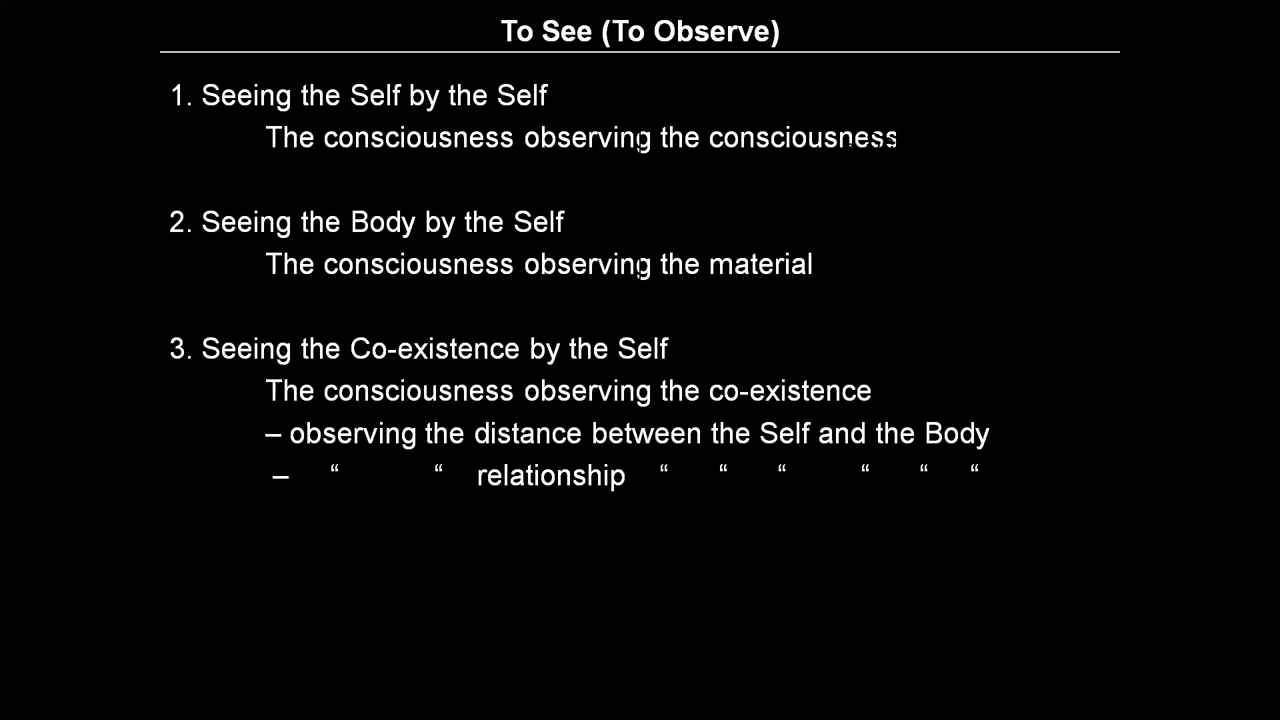 To See (To Observe)
1. Seeing the Self by the Self
The consciousness observing the consciousness
2. Seeing the Body by the Self
The consciousness observing the material
3. Seeing the Co-existence by the Self
The consciousness observing the co-existence
– observing the distance between the Self and the Body
– “ “ relationship “ “ “ “ “ “